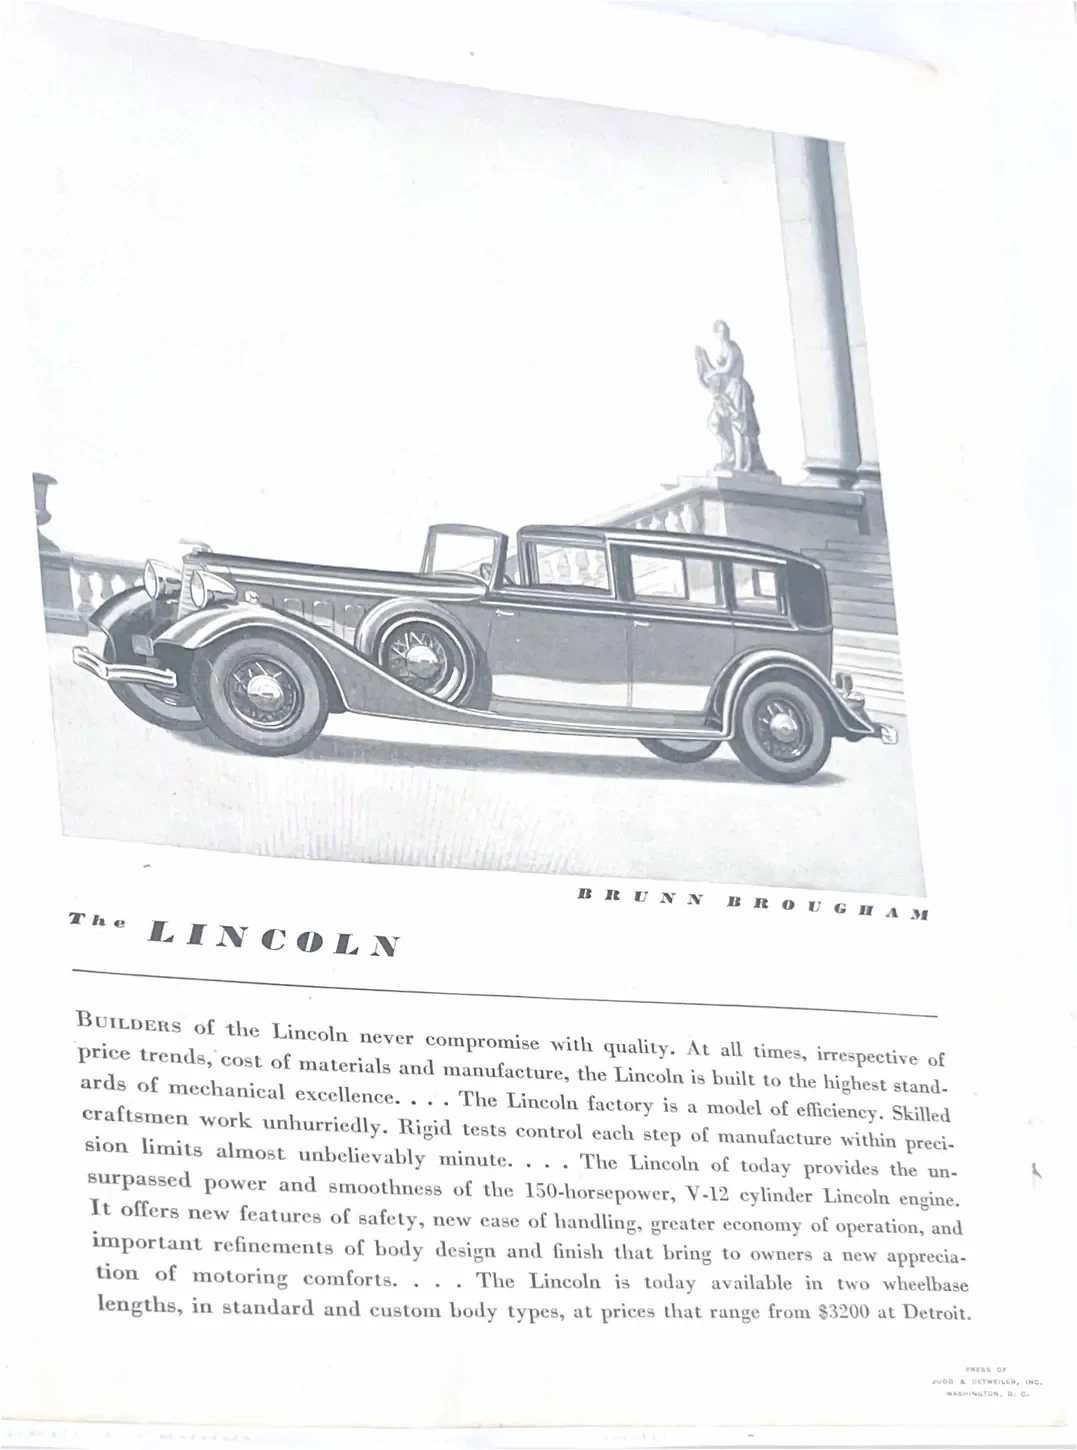 BRUNN BROUGHAM
The LINCOLN
BUILDERS of the Lincoln never compromise with quality. At all times, irrespective of
price trends, cost of materials and manufacture, the Lincoln is built to the highest stand-
ards of mechanical excellence. . . . The Lincoln factory is a model of efficiency. Skilled
craftsmen work unhurriedly. Rigid tests control each step of manufacture within preci-
sion limits almost unbelievably minute. . . . The Lincoln of today provides the un-
surpassed power and smoothness of the 150-horsepower, V-12 cylinder Lincoln engine.
It offers new features of safety, new ease of handling, greater economy of operation, and
important refinements of body design and finish that bring to owners a new apprecia-
tion of motoring comforts. . . . The Lincoln is today available in two wheelbase
lengths, in standard and custom body types, at prices that range from $3200 at Detroit.
PRESS OF
JUDD & DETWEILER, INC.
WASHINGTON, D. C.